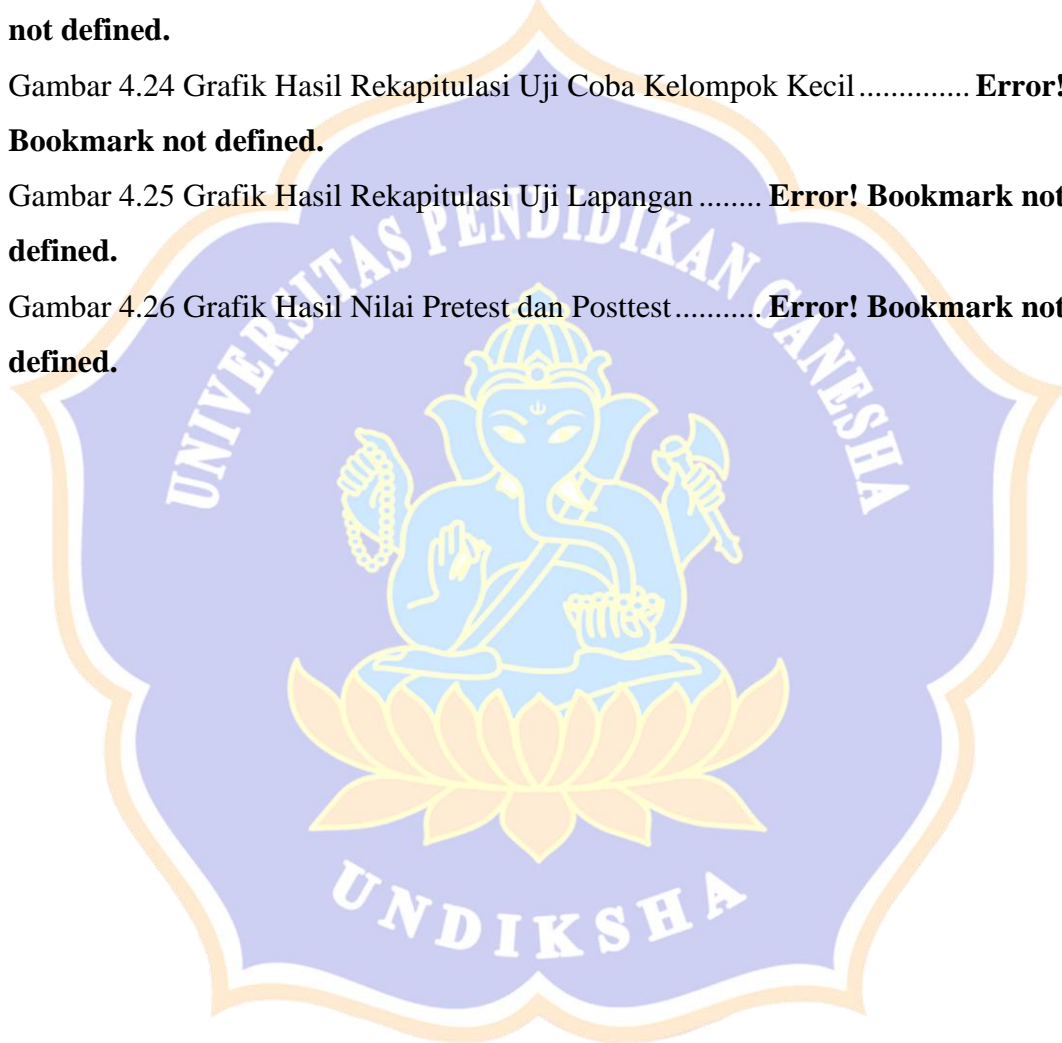 not defined.
Gambar 4.24 Grafik Hasil Rekapitulasi Uji Coba Kelompok Kecil.............. Error!
Bookmark not defined.
Gambar 4.25 Grafik Hasil Rekapitulasi Uji Lapangan ........ Error! Bookmark not
defined.
Gambar 4.26 Grafik Hasil Nilai Pretest dan Posttest........... Error! Bookmark not
defined.
UNIVERSITAS PENDIDIKAN GANESHA
UNDIKSHA